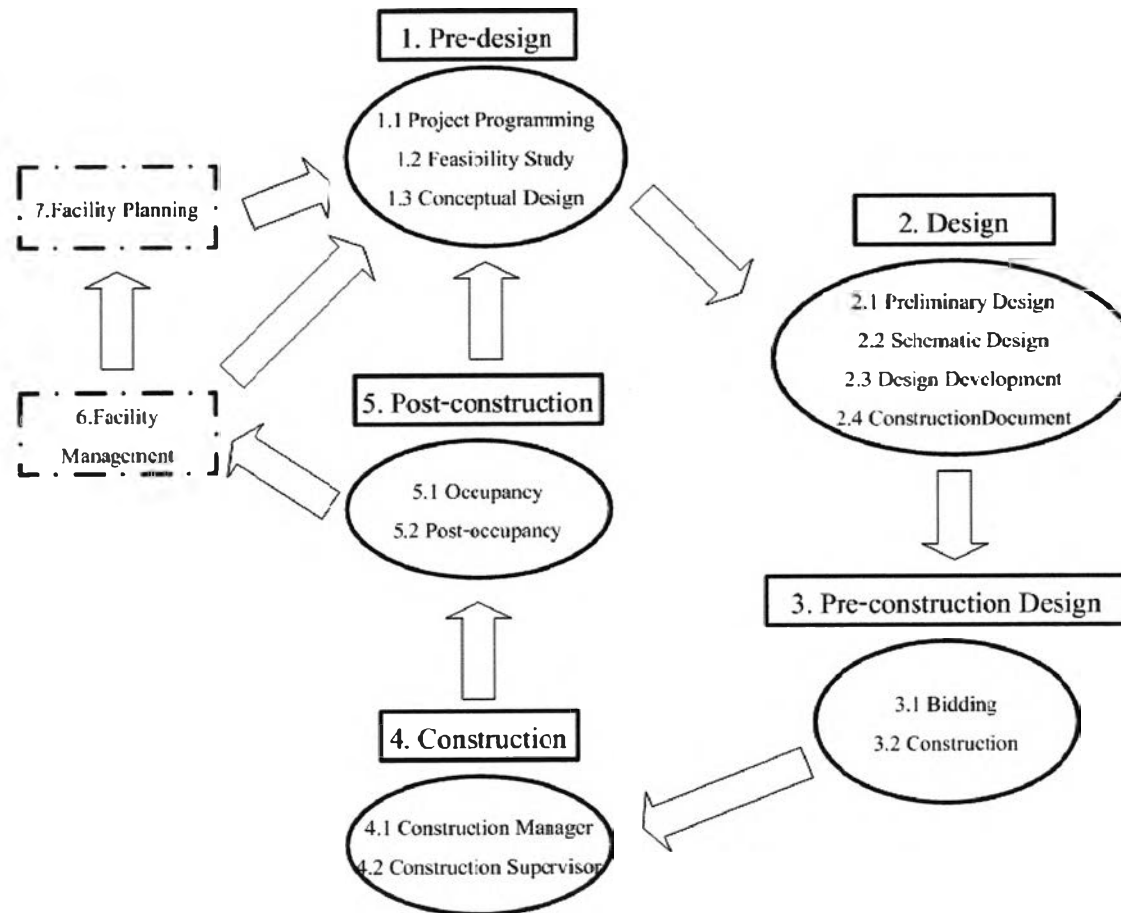 1. Pre-design
1.1 Project Programming
1.2 Feasibility Study
1.3 Conceptual Design
7.Facility Planning
2. Design
2.1 Preliminary Design
2.2 Schematic Design
2.3 Design Development
2.4 ConstructionDocument
6.Facility
Management
5. Post-construction
5.1 Occupancy
5.2 Post-occupancy
3. Pre-construction Design
3.1 Bidding
3.2 Construction
4. Construction
4.1 Construction Manager
4.2 Construction Supervisor